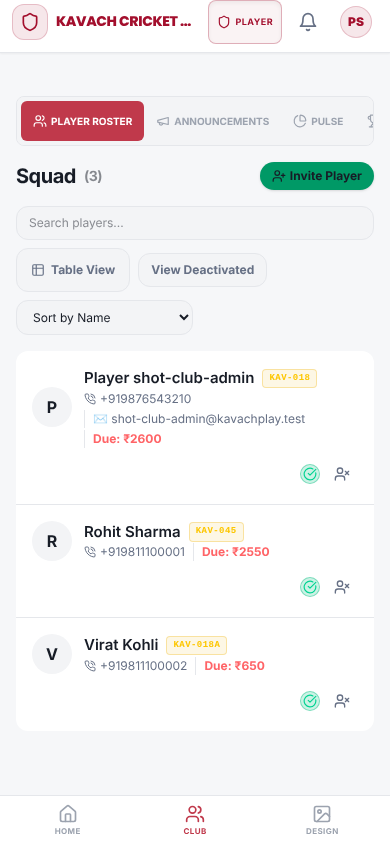 KAVACH CRICKET ...
PLAYER
PS
PLAYER ROSTER
ANNOUNCEMENTS
PULSE
Squad (3)
Invite Player
Search players...
Table View
View Deactivated
Sort by Name
P
Player shot-club-admin KAV-018
+919876543210
✉️ shot-club-admin@kavachplay.test
Due: ₹2600
R
Rohit Sharma KAV-045
+919811100001 Due: ₹2550
V
Virat Kohli KAV-018A
+919811100002 Due: ₹650
HOME
CLUB
DESIGN